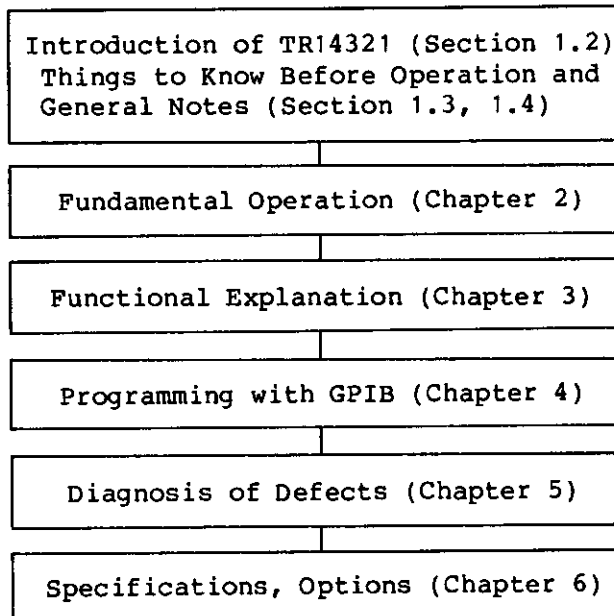 Introduction of TR14321 (Section 1.2)
Things to Know Before Operation and
General Notes (Section 1.3, 1.4)
Fundamental Operation (Chapter 2)
Functional Explanation (Chapter 3)
Programming with GPIB (Chapter 4)
Diagnosis of Defects (Chapter 5)
Specifications, Options (Chapter 6)